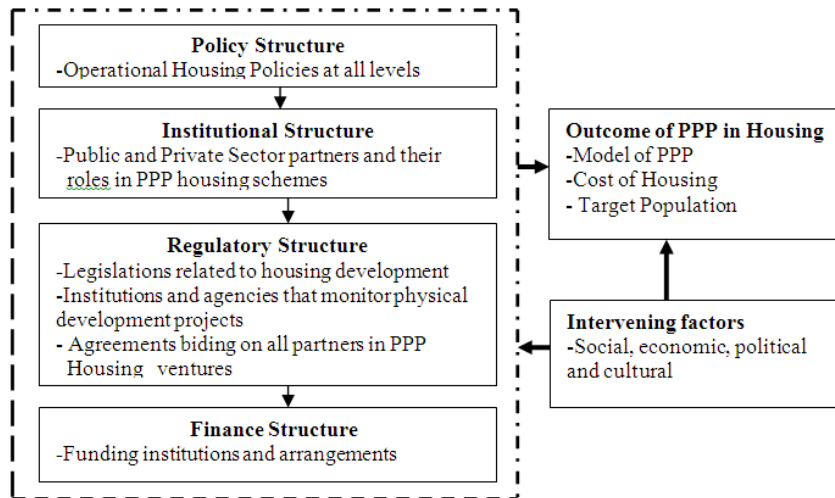 Policy Structure
-Operational Housing Policies at all levels
Institutional Structure
-Public and Private Sector partners and their
roles in PPP housing schemes
Regulatory Structure
-Legislations related to housing development
-Institutions and agencies that monitor physical
development projects
- Agreements biding on all partners in PPP
Housing ventures
Finance Structure
-Funding institutions and arrangements
Outcome of PPP in Housing
-Model of PPP
-Cost of Housing
- Target Population
Intervening factors
-Social, economic, political
and cultural